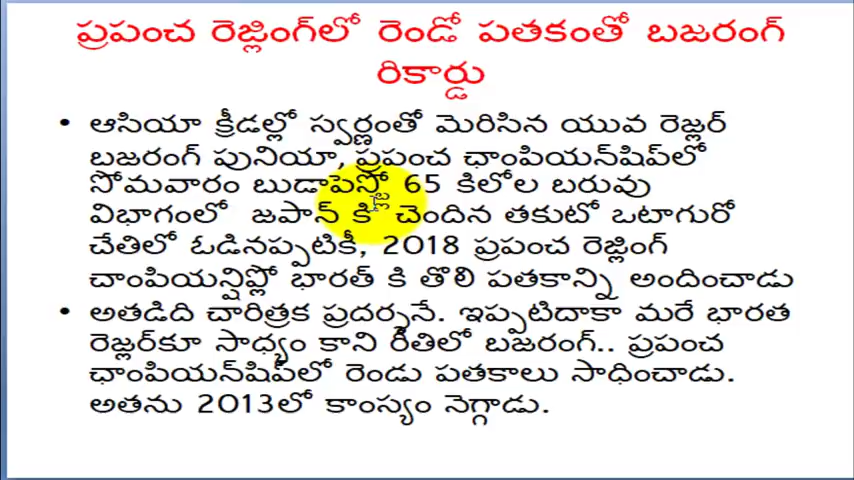 ప్రపంచ రెజ్లింగ్‌లో రెండో పతకంతో బజరంగ్
రికార్డు
• ఆసియా క్రీడల్లో స్వర్ణంతో మెరిసిన యువ రెజ్లర్
బజరంగ్ పునియా, ప్రపంచ ఛాంపియన్‌షిప్‌లో
సోమవారం బుడాపెస్ట్లో 65 కిలోల బరువు
విభాగంలో జపాన్ కి చెందిన తకుటో ఒటాగురో
చేతిలో ఓడినప్పటికీ, 2018 ప్రపంచ రెజ్లింగ్
చాంపియన్షిప్లో భారత్ కి తొలి పతకాన్ని అందించాడు
• అతడిది చారిత్రక ప్రదర్శనే. ఇప్పటిదాకా మరే భారత
రెజ్లర్‌కూ సాధ్యం కాని రీతిలో బజరంగ్.. ప్రపంచ
ఛాంపియన్‌షిప్‌లో రెండు పతకాలు సాధించాడు.
అతను 2013లో కాంస్యం నెగ్గాడు.